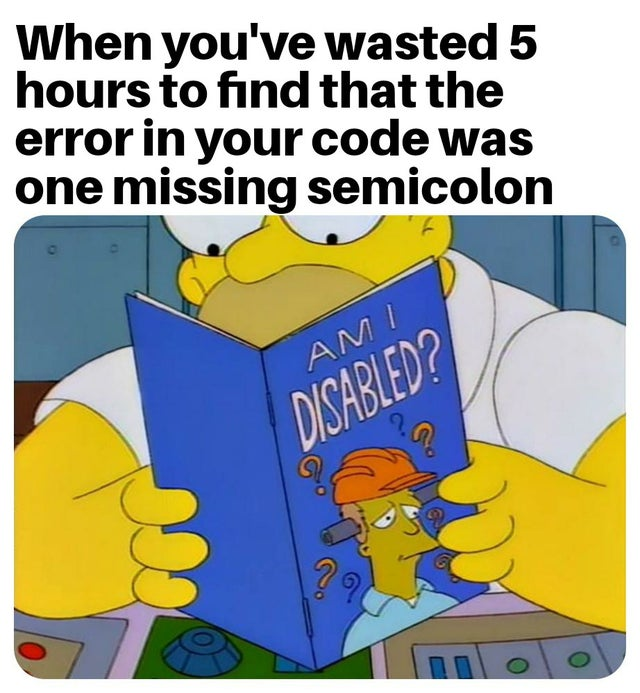 When you've wasted 5
hours to find that the
error in your code was
one missing semicolon
AM I
DISABLED?
? ?
?
?
? ?
?